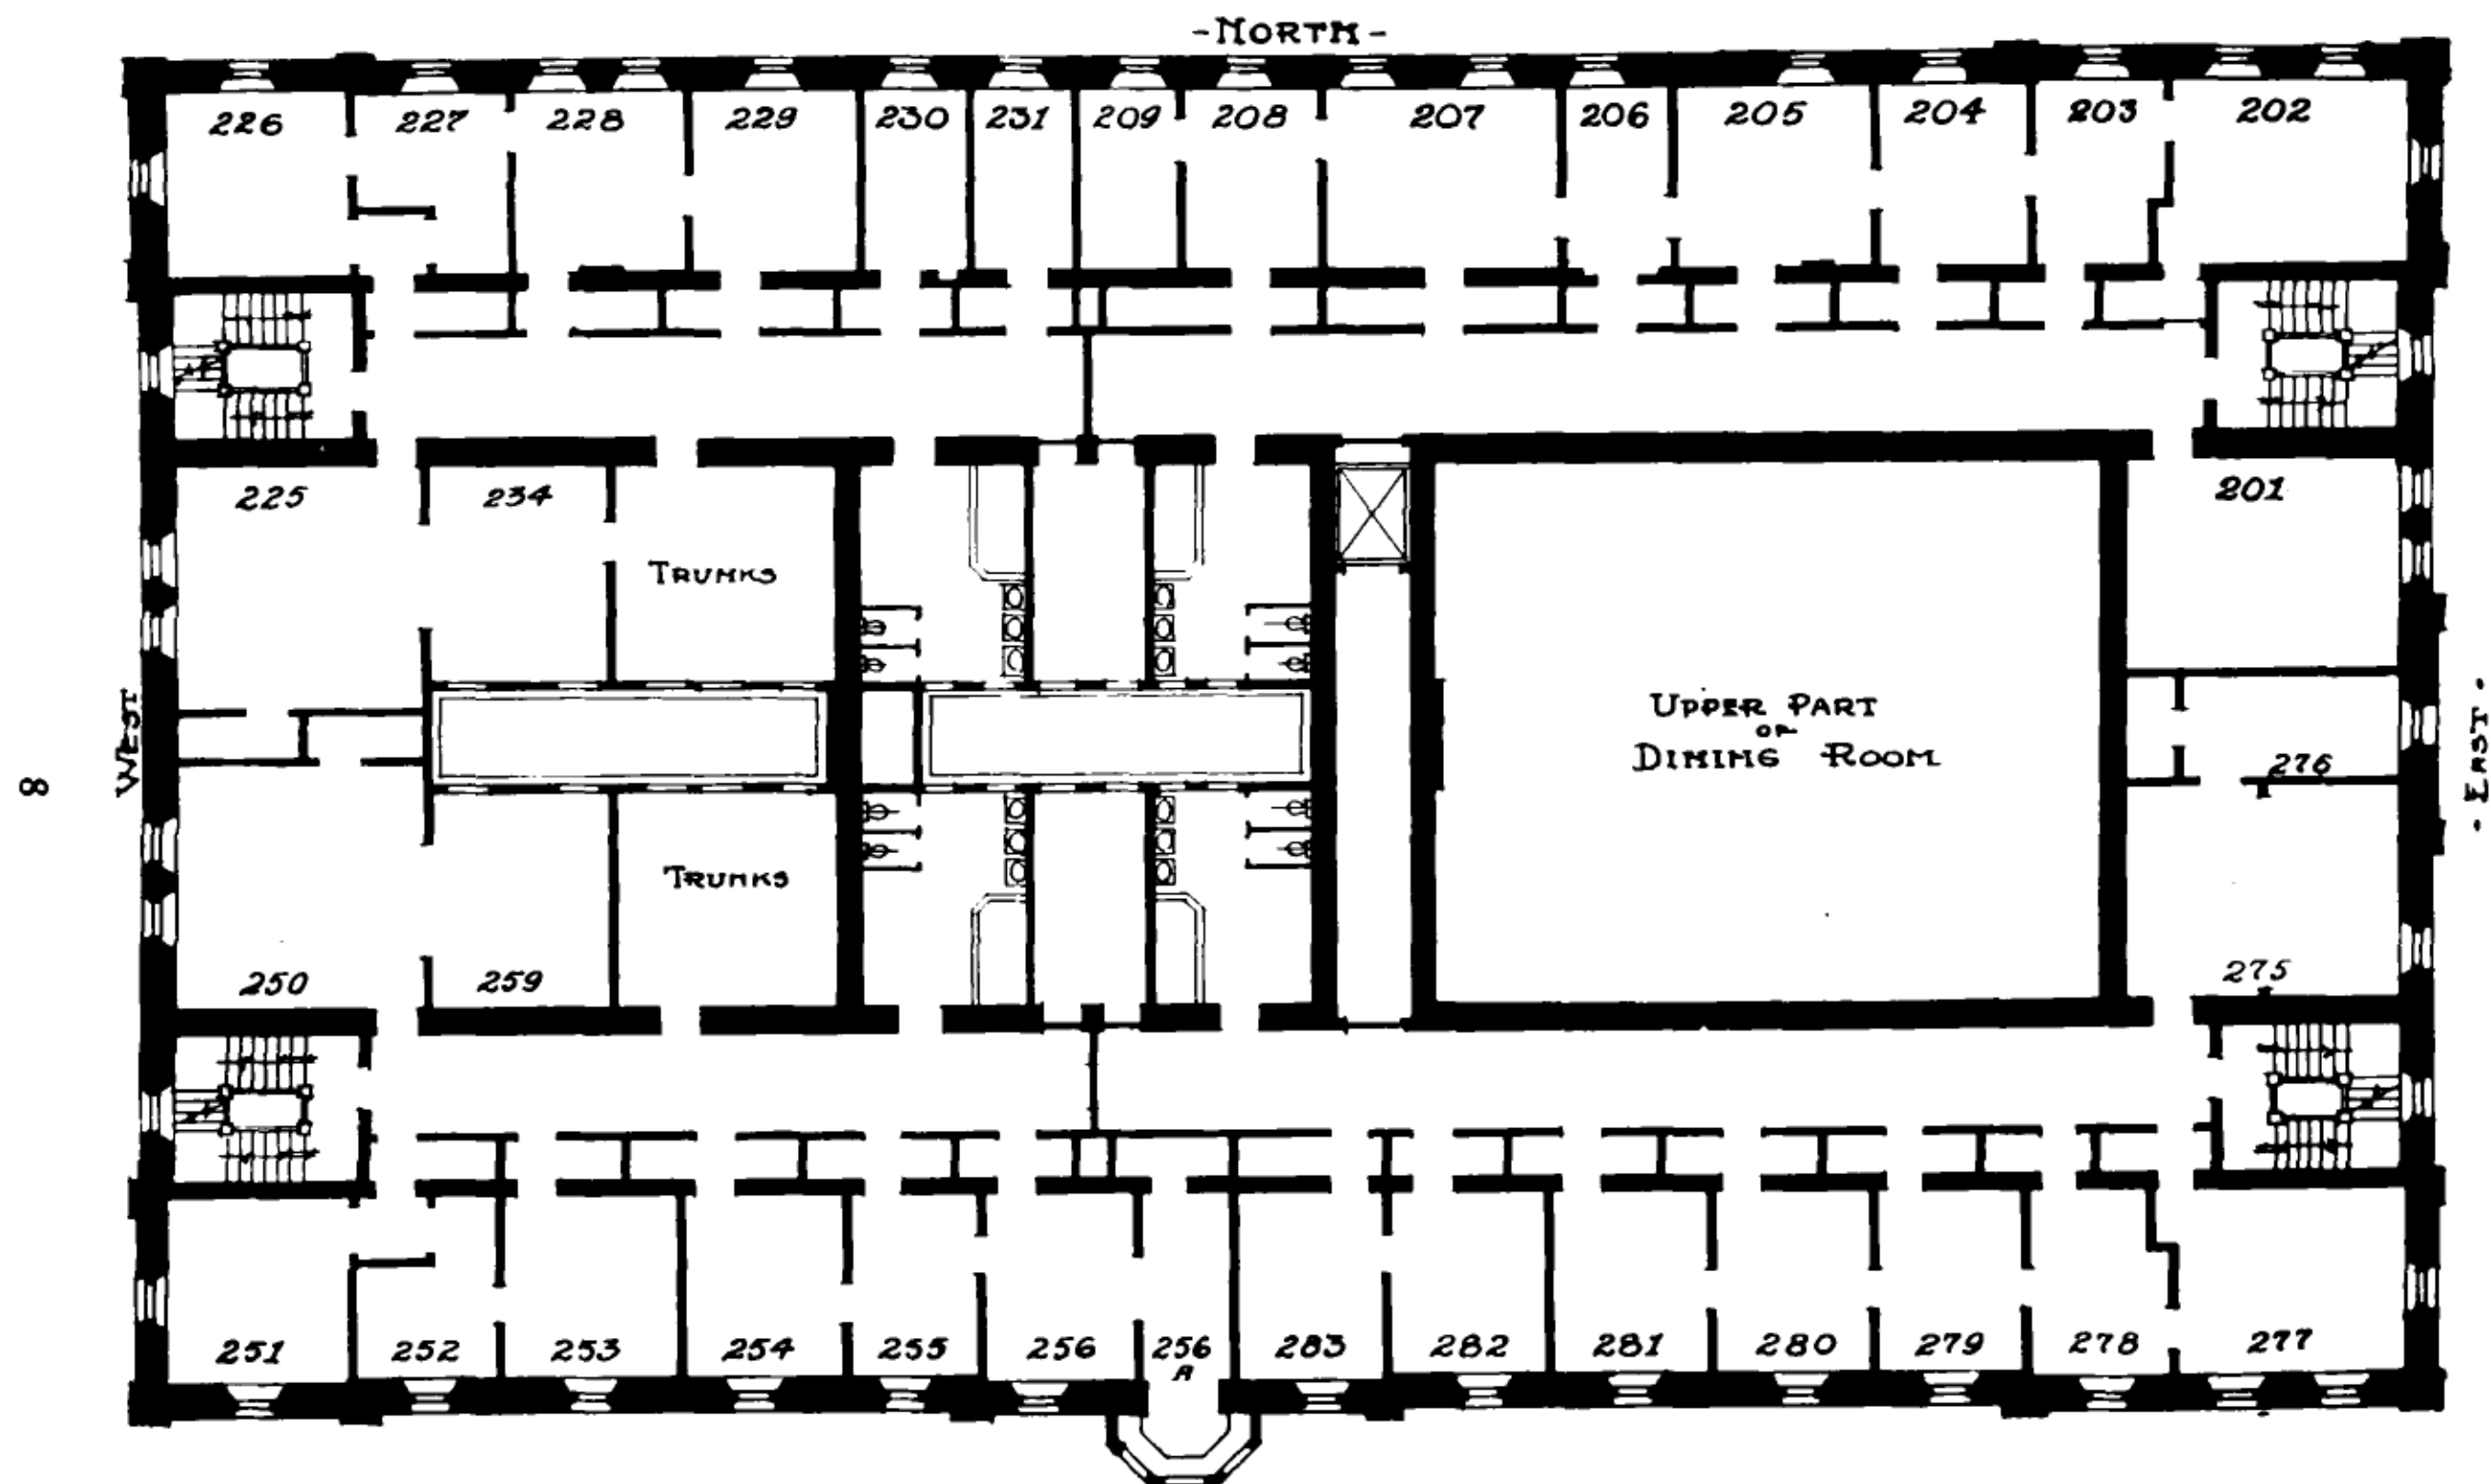 -NORTH-
226 227 228 229 230 231 209 208 207 206 205 204 203 202
225 234 201
TRUNKS
WEST
UPPER PART
OF
DINING ROOM
276
- EAST -
8
TRUNKS
250 259 275
251 252 253 254 255 256 256 283 282 281 280 279 278 277
A